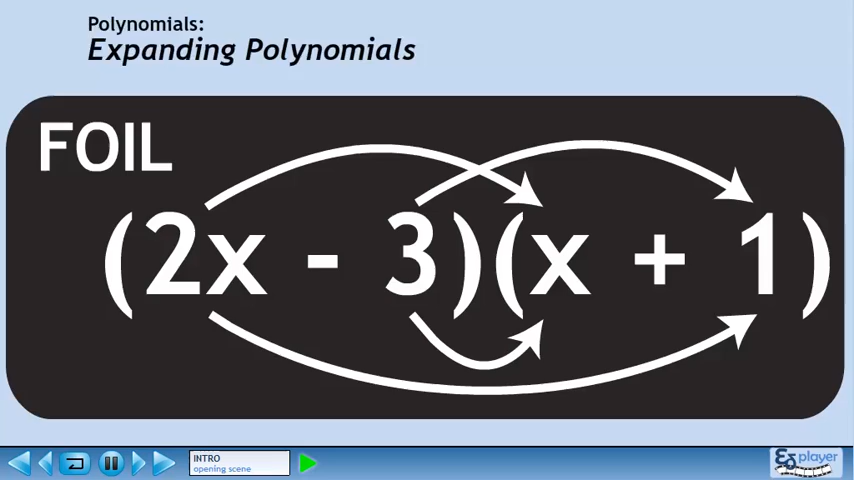 Polynomials:
Expanding Polynomials
FOIL
(2x - 3)(x + 1)
INTRO
opening scene
player